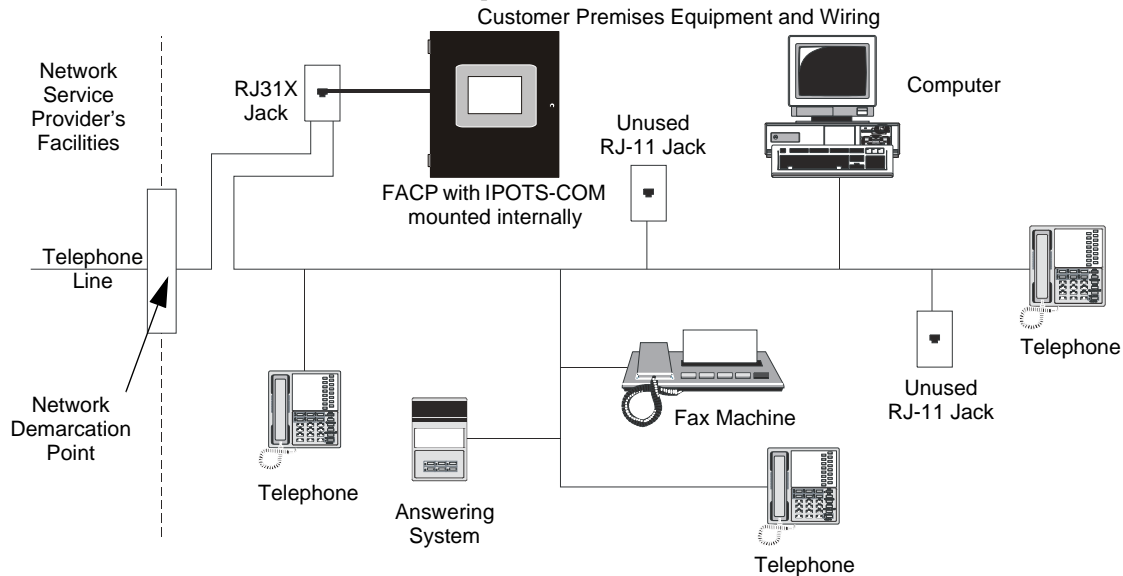 Customer Premises Equipment and Wiring
Network
Service
Provider's
Facilities
RJ31X
Jack
Computer
Unused
RJ-11 Jack
FACP with IPOTS-COM
mounted internally
Telephone
Line
Telephone
Network
Demarcation
Point
Fax Machine
Unused
RJ-11 Jack
Telephone
Answering
System
Telephone